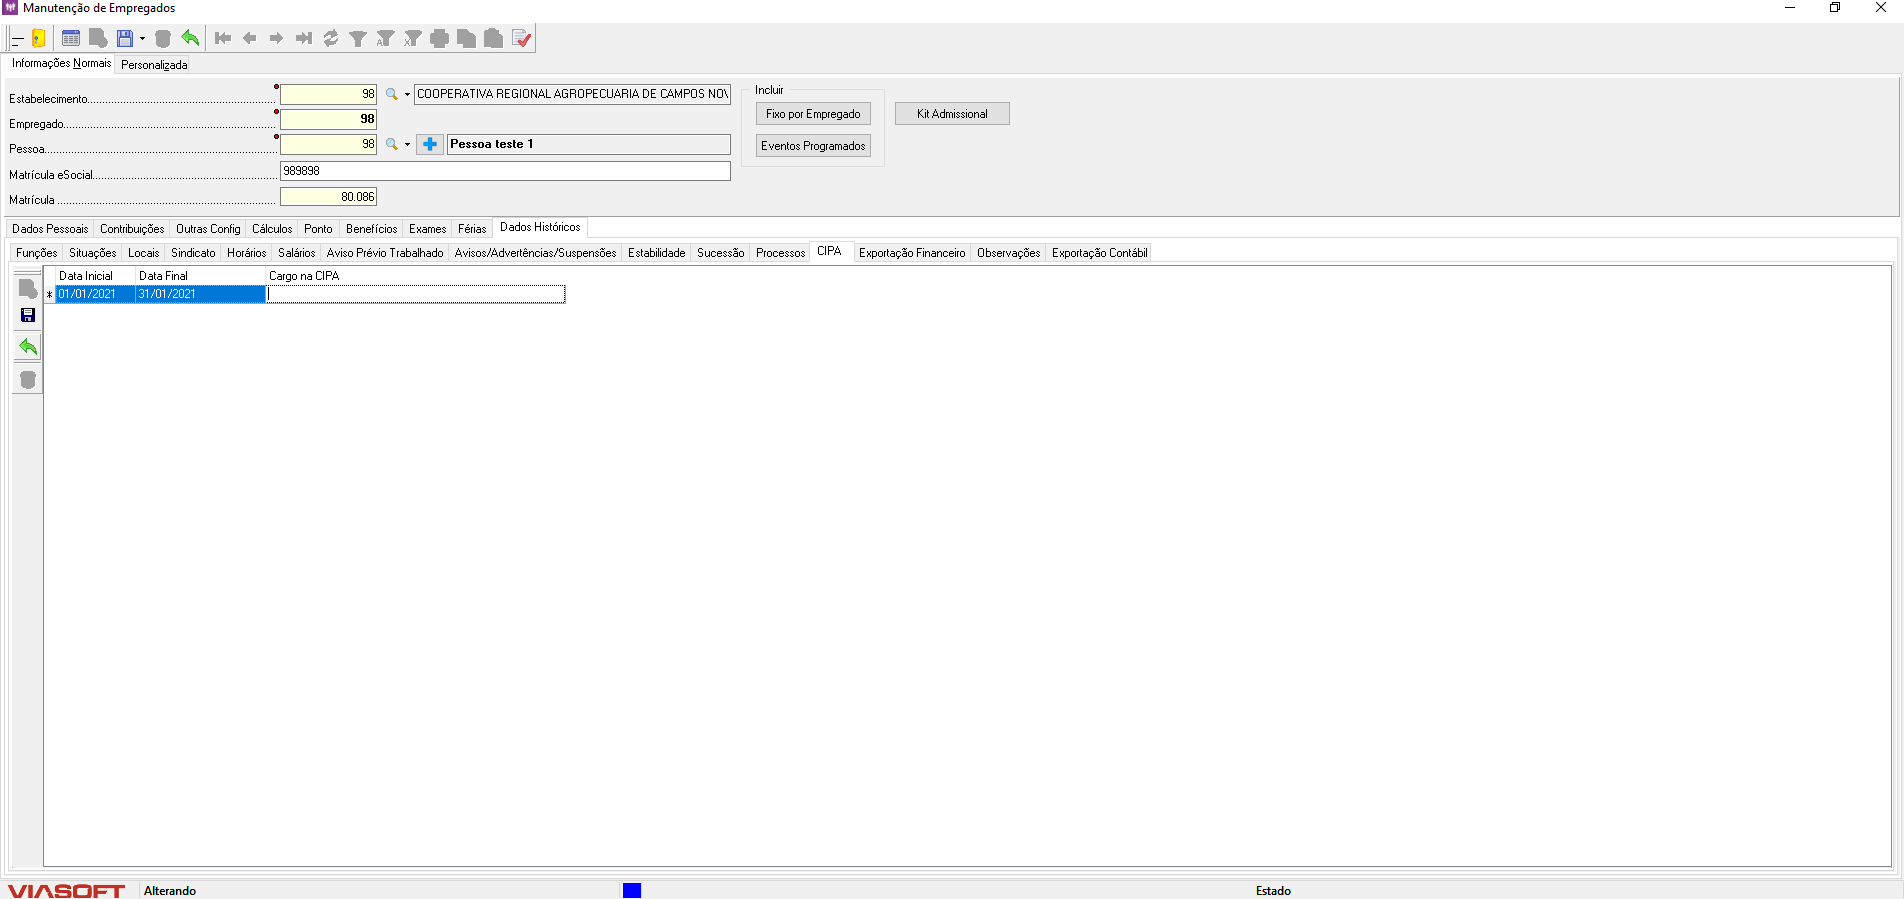 Manutenção de Empregados
Informações Normais Personalizada
Estabelecimento 98 COOPERATIVA REGIONAL AGROPECUARIA DE CAMPOS NOV
Empregado 98
Pessoa 98 Pessoa teste 1
Matrícula eSocial 989898
Matrícula 80.086
Incluir
Fixo por Empregado Kit Admissional
Eventos Programados
Dados Pessoais Contribuições Outras Config Cálculos Ponto Benefícios Exames Férias Dados Históricos
Funções Situações Locais Sindicato Horários Salários Aviso Prévio Trabalhado Avisos/Advertências/Suspensões Estabilidade Sucessão Processos CIPA Exportação Financeiro Observações Exportação Contábil
Data Inicial Data Final Cargo na CIPA
* 01/01/2021 31/01/2021
VIASOFT Alterando Estado